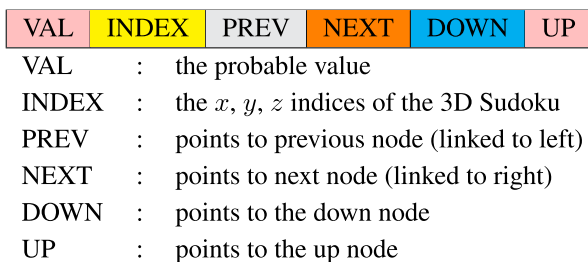 VAL INDEX PREV NEXT DOWN UP
VAL : the probable value
INDEX : the x, y, z indices of the 3D Sudoku
PREV : points to previous node (linked to left)
NEXT : points to next node (linked to right)
DOWN : points to the down node
UP : points to the up node